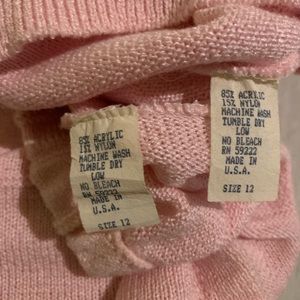 85% ACRYLIC
15% NYLON
MACHINE WASH
TUMBLE DRY
LOW
NO BLEACH
RN 59222
MADE IN
U.S.A.
SIZE 12
85% ACRYLIC
15% NYLON
MACHINE WASH
TUMBLE DRY
LOW
NO BLEACH
RN 59222
MADE IN
U.S.A.
SIZE 12